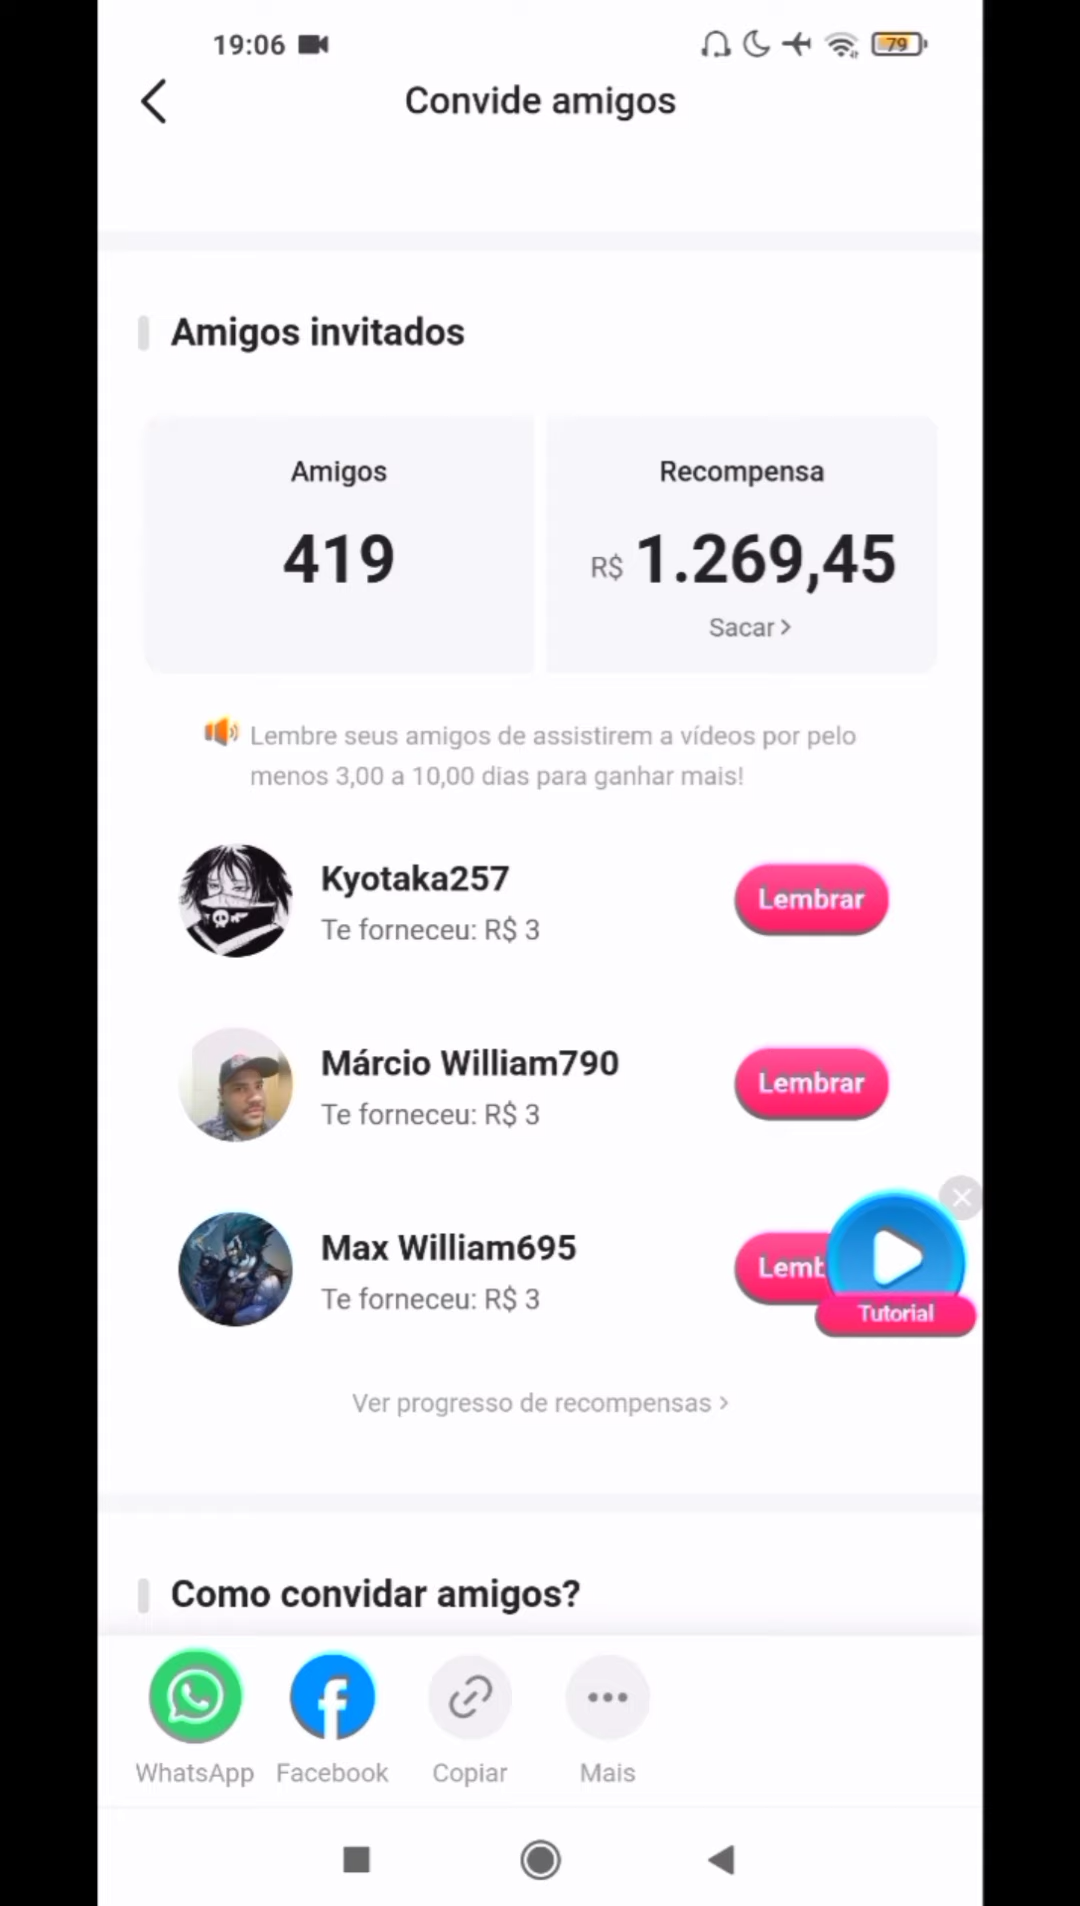 19:06
79
Convide amigos
Amigos invitados
Amigos
419
Recompensa
R$ 1.269,45
Sacar >
Lembre seus amigos de assistirem a vídeos por pelo
menos 3,00 a 10,00 dias para ganhar mais!
Kyotaka257
Te forneceu: R$ 3
Lembrar
Márcio William790
Te forneceu: R$ 3
Lembrar
Max William695
Te forneceu: R$ 3
Lemb
Tutorial
Ver progresso de recompensas >
Como convidar amigos?
WhatsApp
Facebook
Copiar
Mais